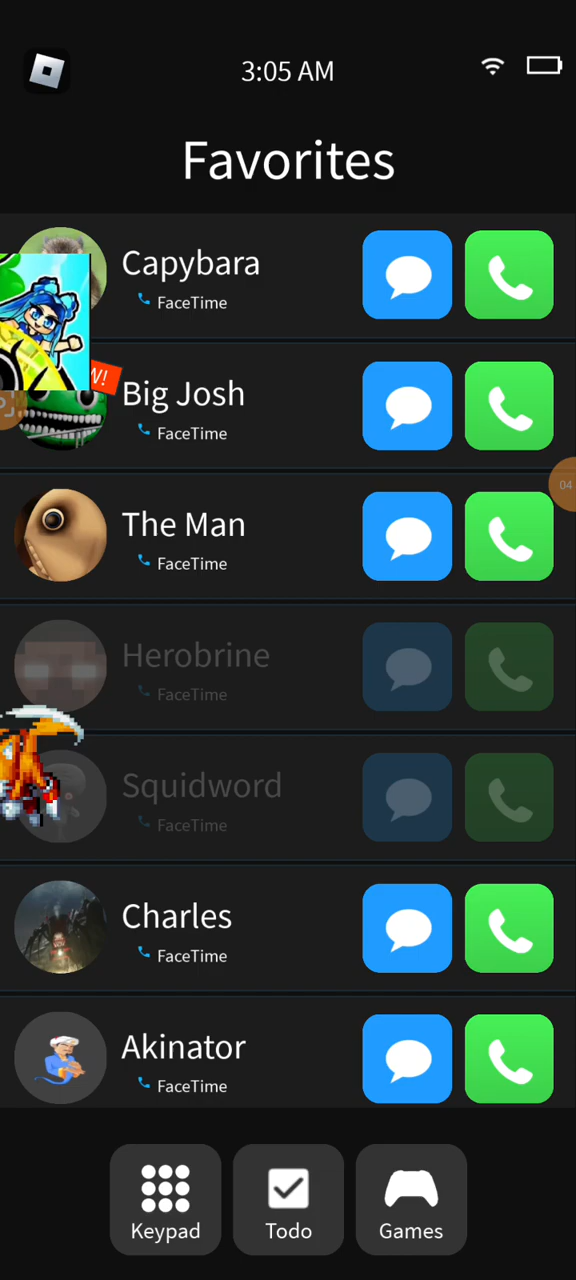 3:05 AM
Favorites
Capybara
FaceTime
W!
Big Josh
FaceTime
04
The Man
FaceTime
Herobrine
FaceTime
Squidword
FaceTime
Charles
FaceTime
Akinator
FaceTime
Keypad
Todo
Games